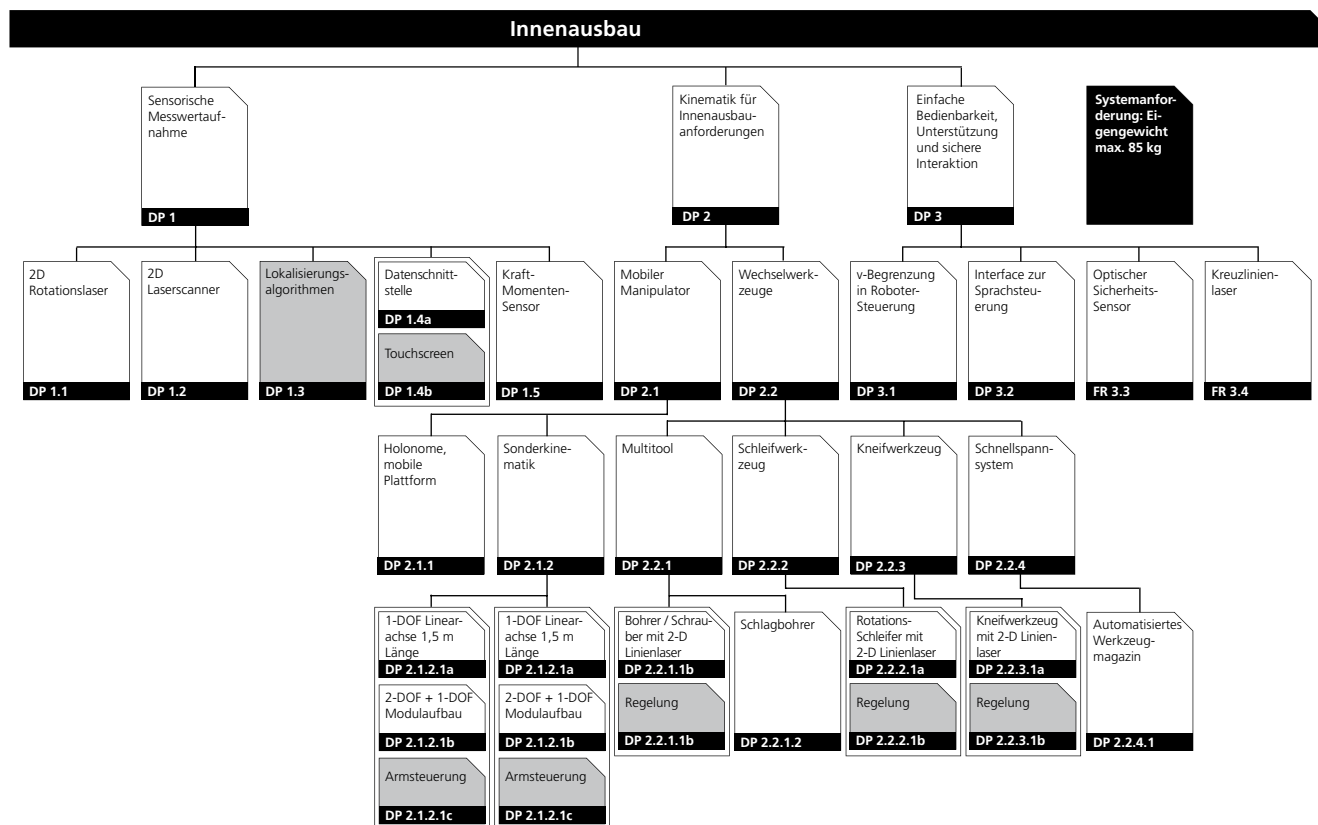 Innenausbau
Sensorische
Messwertauf-
nahme
DP 1
Kinematik für
Innenausbau-
anforderungen
DP 2
Einfache
Bedienbarkeit,
Unterstützung
und sichere
Interaktion
DP 3
Systemanfor-
derung: Ei-
gengewicht
max. 85 kg
2D
Rotationslaser
DP 1.1
2D
Laserscanner
DP 1.2
Lokalisierungs-
algorithmen
DP 1.3
Datenschnitt-
stelle
DP 1.4a
Touchscreen
DP 1.4b
Kraft-
Momenten-
Sensor
DP 1.5
Mobiler
Manipulator
DP 2.1
Wechselwerk-
zeuge
DP 2.2
v-Begrenzung
in Roboter-
Steuerung
DP 3.1
Interface zur
Sprachsteu-
erung
DP 3.2
Optischer
Sicherheits-
Sensor
FR 3.3
Kreuzlinien-
laser
FR 3.4
Holonome,
mobile
Plattform
DP 2.1.1
Sonderkine-
matik
DP 2.1.2
Multitool
DP 2.2.1
Schleifwerk-
zeug
DP 2.2.2
Kneifwerkzeug
DP 2.2.3
Schnellspann-
system
DP 2.2.4
1-DOF Linear-
achse 1,5 m
Länge
DP 2.1.2.1a
2-DOF + 1-DOF
Modulaufbau
DP 2.1.2.1b
Armsteuerung
DP 2.1.2.1c
1-DOF Linear-
achse 1,5 m
Länge
DP 2.1.2.1a
2-DOF + 1-DOF
Modulaufbau
DP 2.1.2.1b
Armsteuerung
DP 2.1.2.1c
Bohrer / Schrau-
ber mit 2-D
Linienlaser
DP 2.2.1.1b
Regelung
DP 2.2.1.1b
Schlagbohrer
DP 2.2.1.2
Rotations-
Schleifer mit
2-D Linienlaser
DP 2.2.2.1a
Regelung
DP 2.2.2.1b
Kneifwerkzeug
mit 2-D Linien-
laser
DP 2.2.3.1a
Regelung
DP 2.2.3.1b
Automatisiertes
Werkzeug-
magazin
DP 2.2.4.1